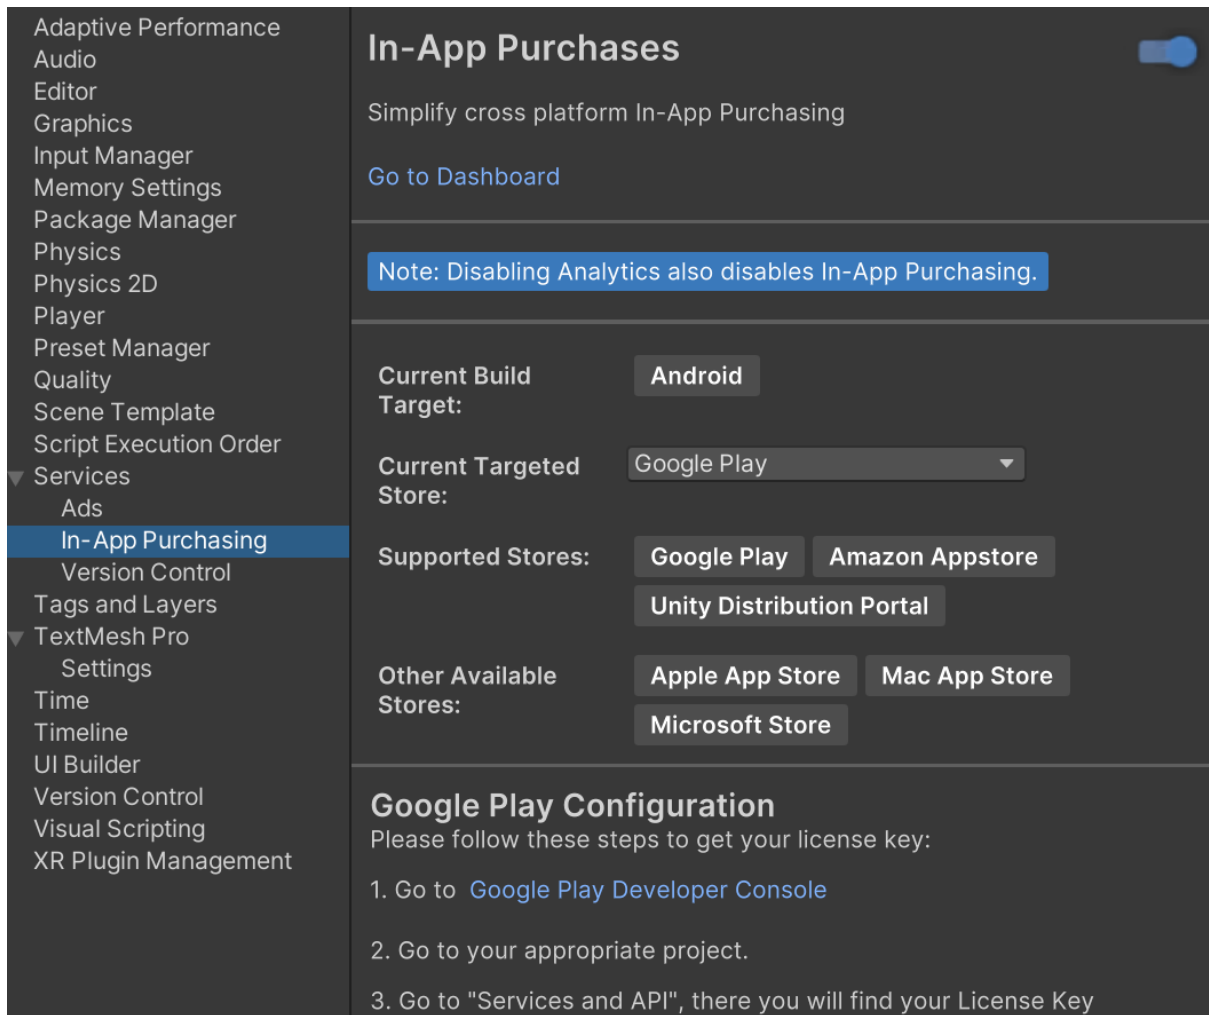 Adaptive Performance
Audio
Editor
Graphics
Input Manager
Memory Settings
Package Manager
Physics
Physics 2D
Player
Preset Manager
Quality
Scene Template
Script Execution Order
Services
Ads
In-App Purchasing
Version Control
Tags and Layers
TextMesh Pro
Settings
Time
Timeline
UI Builder
Version Control
Visual Scripting
XR Plugin Management
In-App Purchases
Simplify cross platform In-App Purchasing
Go to Dashboard
Note: Disabling Analytics also disables In-App Purchasing.
Current Build
Target:
Android
Current Targeted
Store:
Google Play
Supported Stores:
Google Play Amazon Appstore
Unity Distribution Portal
Other Available
Stores:
Apple App Store Mac App Store
Microsoft Store
Google Play Configuration
Please follow these steps to get your license key:
1. Go to Google Play Developer Console
2. Go to your appropriate project.
3. Go to "Services and API", there you will find your License Key